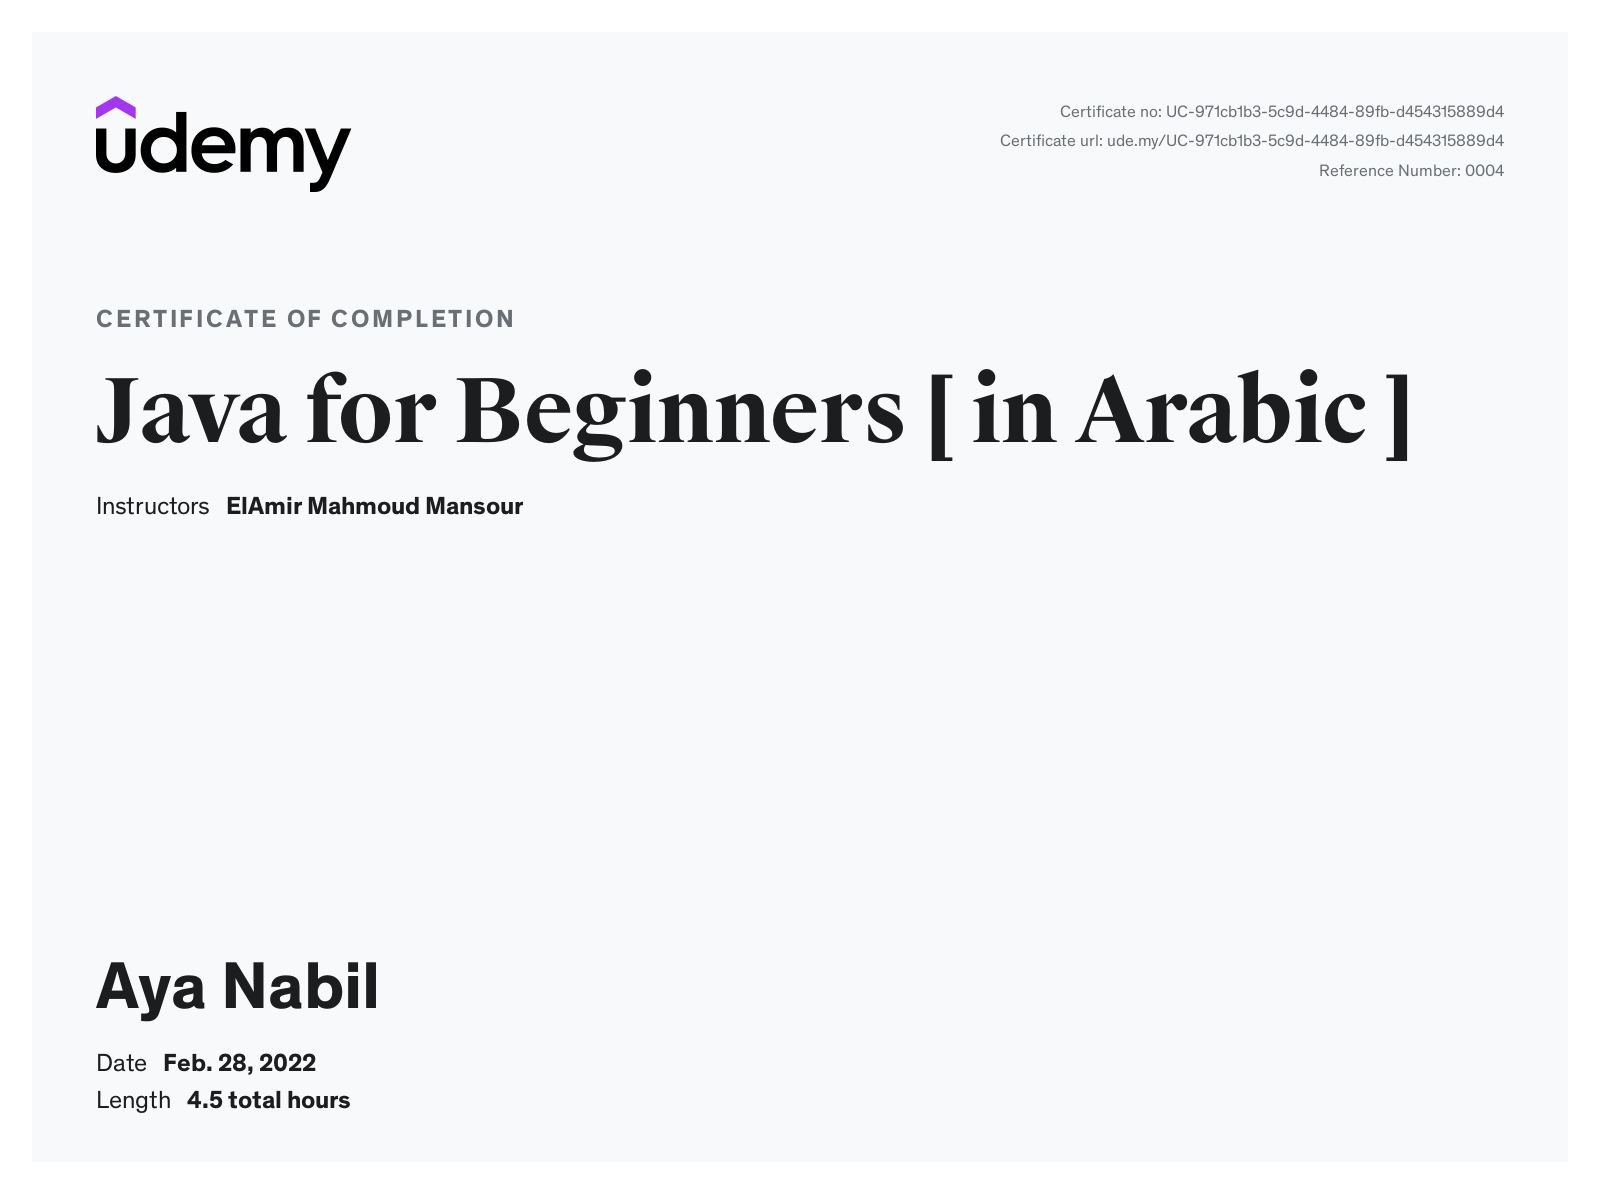 udemy
Certificate no: UC-971cb1b3-5c9d-4484-89fb-d454315889d4
Certificate url: ude.my/UC-971cb1b3-5c9d-4484-89fb-d454315889d4
Reference Number: 0004
CERTIFICATE OF COMPLETION
Java for Beginners [ in Arabic ]
Instructors ElAmir Mahmoud Mansour
Aya Nabil
Date Feb. 28, 2022
Length 4.5 total hours